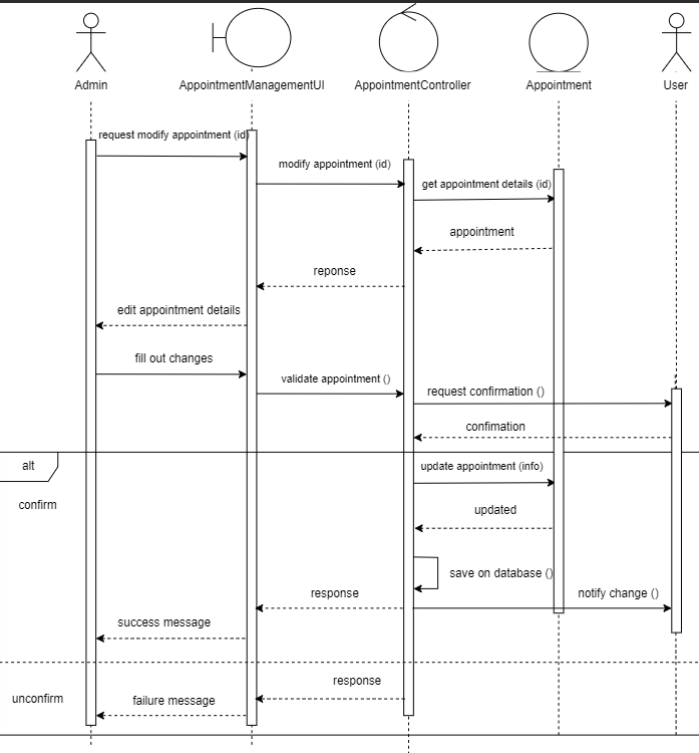 Admin
AppointmentManagementUI
AppointmentController
Appointment
User
request modify appointment (id)
modify appointment (id)
get appointment details (id)
appointment
reponse
edit appointment details
fill out changes
validate appointment ()
request confirmation ()
confimation
alt
update appointment (info)
confirm
updated
save on database ()
response
notify change ()
success message
response
unconfirm
failure message